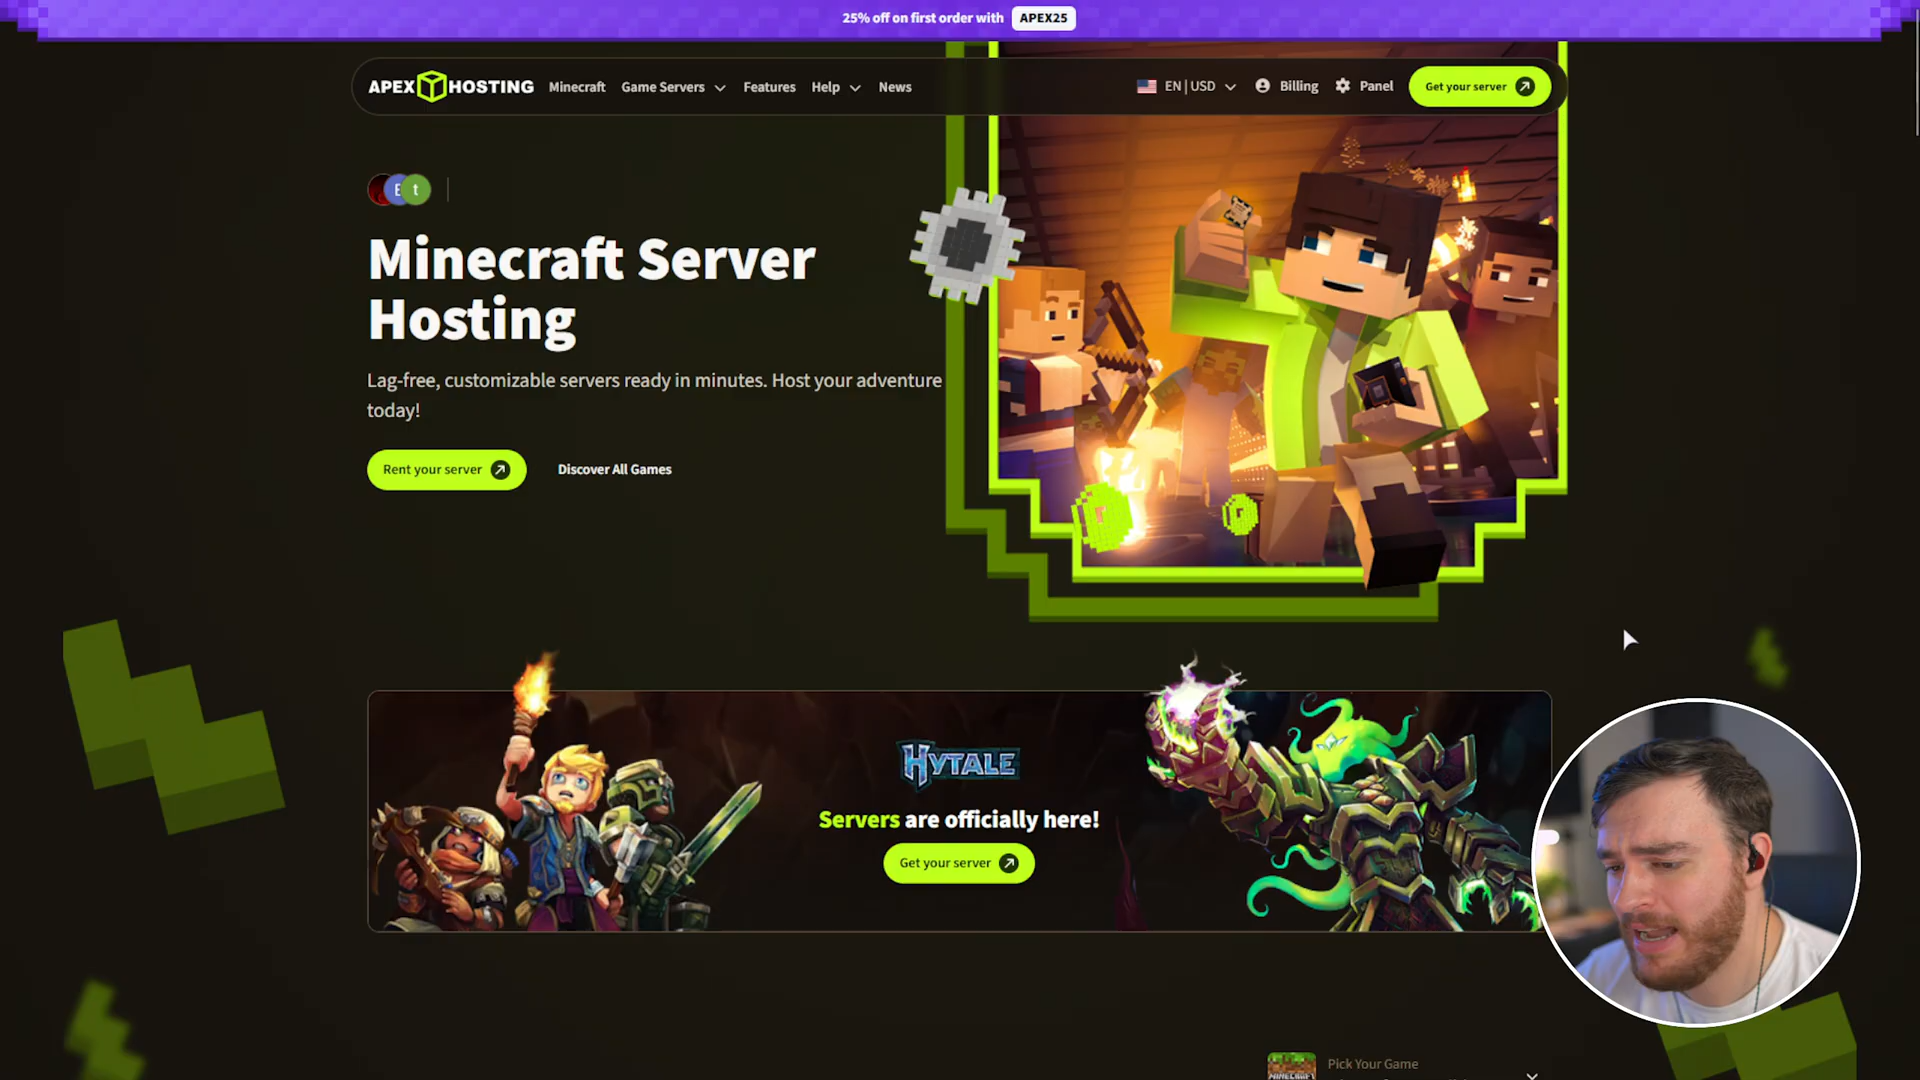 25% off on first order with APEX25
APEX HOSTING Minecraft Game Servers Features Help News EN | USD Billing Panel Get your server
E t
Minecraft Server
Hosting
Lag-free, customizable servers ready in minutes. Host your adventure
today!
Rent your server Discover All Games
HYTALE
Servers are officially here!
Get your server
Pick Your Game
MINECRAFT